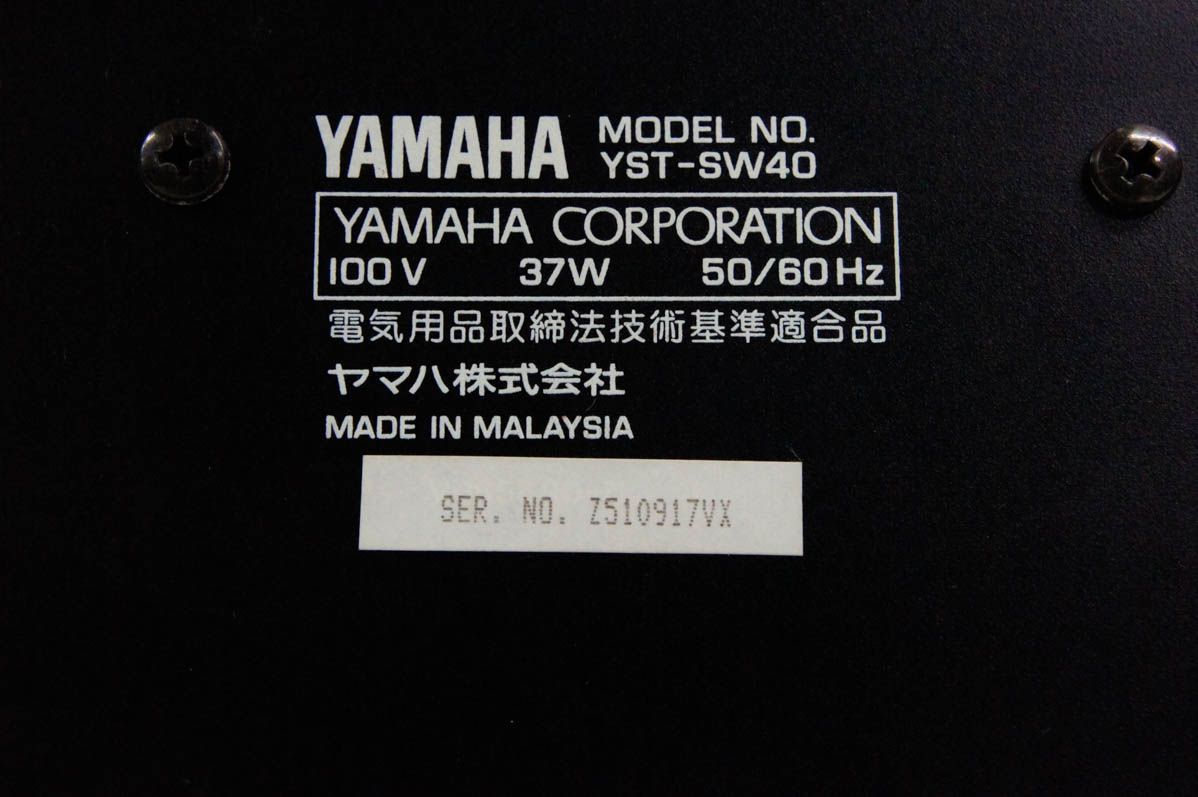 YAMAHA MODEL NO.
YST-SW40
YAMAHA CORPORATION
100V 37W 50/60Hz
電気用品取締法技術基準適合品
ヤマハ株式会社
MADE IN MALAYSIA
SER. NO. Z510917VX